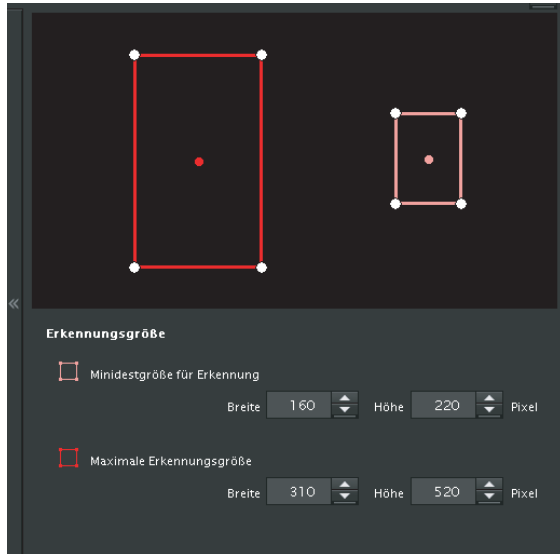 «
Erkennungsgröße
Minidestgröße für Erkennung
Breite 160 Höhe 220 Pixel
Maximale Erkennungsgröße
Breite 310 Höhe 520 Pixel